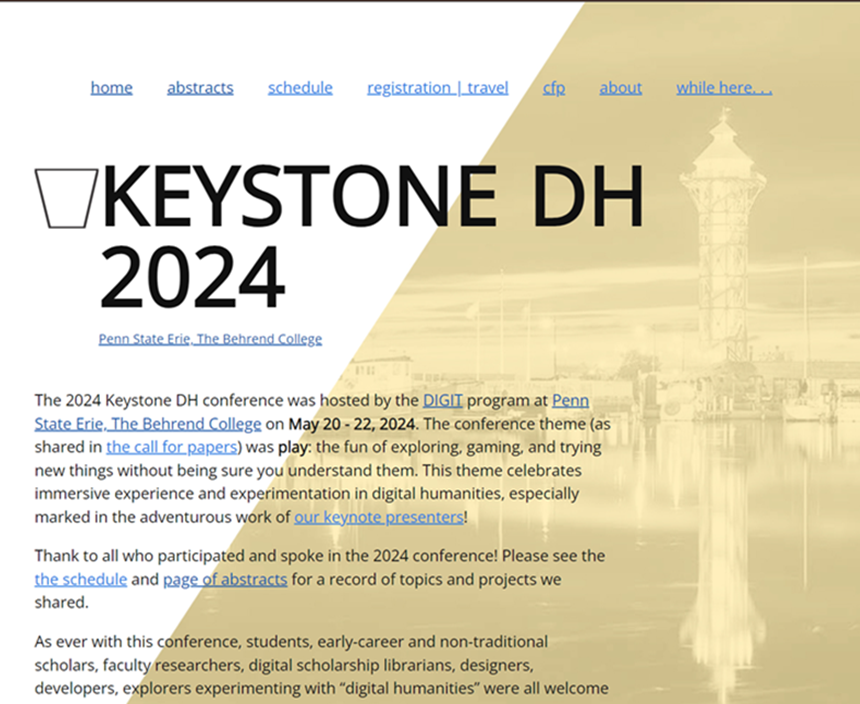 home abstracts schedule registration | travel cfp about while here. . .
KEYSTONE DH
2024
Penn State Erie, The Behrend College
The 2024 Keystone DH conference was hosted by the DIGIT program at Penn
State Erie, The Behrend College on May 20 - 22, 2024. The conference theme (as
shared in the call for papers) was play: the fun of exploring, gaming, and trying
new things without being sure you understand them. This theme celebrates
immersive experience and experimentation in digital humanities, especially
marked in the adventurous work of our keynote presenters!
Thank to all who participated and spoke in the 2024 conference! Please see the
the schedule and page of abstracts for a record of topics and projects we
shared.
As ever with this conference, students, early-career and non-traditional
scholars, faculty researchers, digital scholarship librarians, designers,
developers, explorers experimenting with “digital humanities” were all welcome